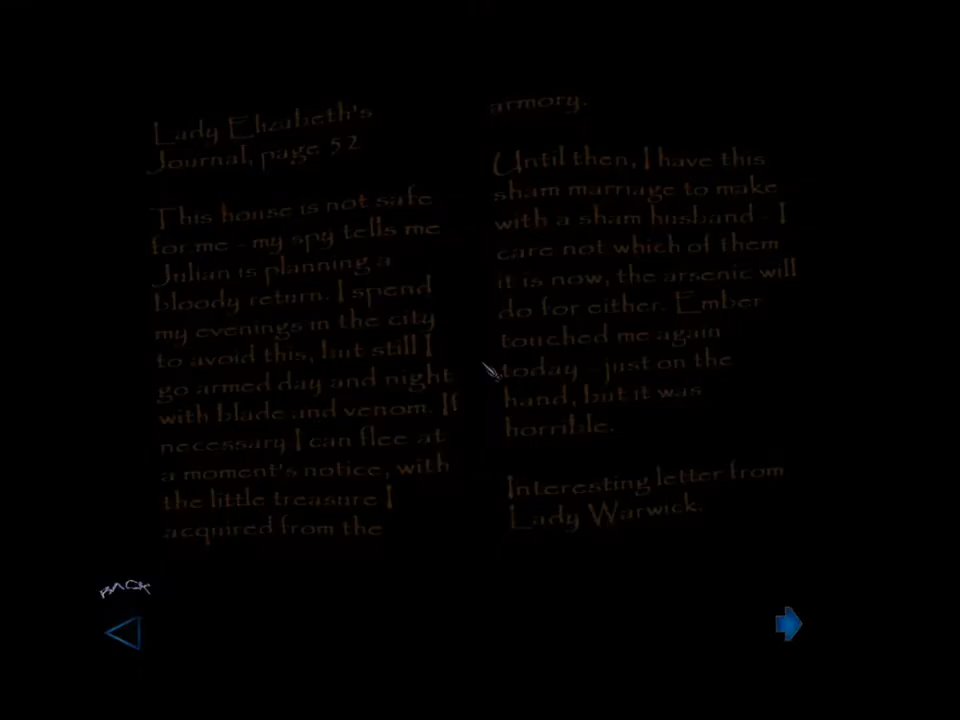 Lady Elizabeth's
Journal, page 52
This house is not safe
for me - my spy tells me
Julian is planning a
bloody return. I spend
my evenings in the city
to avoid this, but still I
go armed day and night
with blade and venom. If
necessary I can flee at
a moment's notice, with
the little treasure I
acquired from the
armory.
Until then, I have this
sham marriage to make
with a sham husband - I
care not which of them
it is now, the arsenic will
do for either. Ember
touched me again
today - just on the
hand, but it was
horrible.
Interesting letter from
Lady Warwick.
BACK